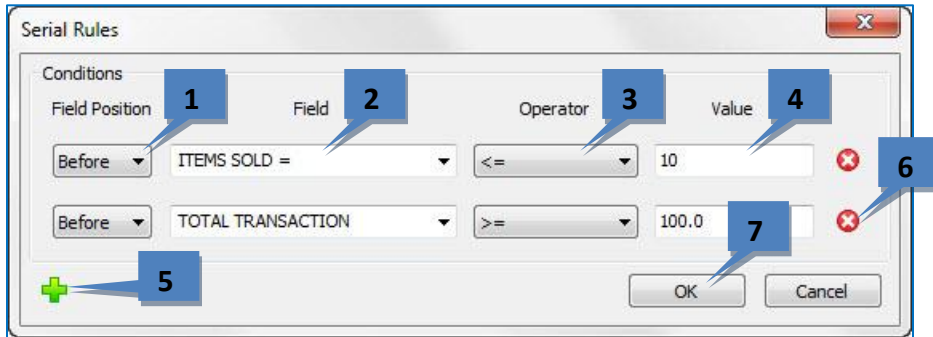 Serial Rules
Conditions
Field Position 1 Field 2 Operator 3 Value 4
Before ITEMS SOLD = <= 10
6
Before TOTAL TRANSACTION >= 100.0
7
5
OK Cancel